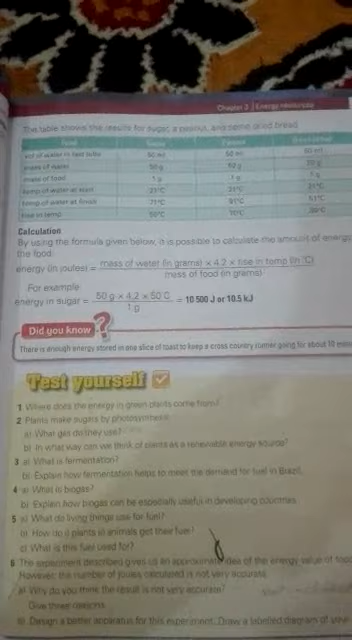 Chapter 3 | Energy resources
The table shows the results for sugar, a peanut, and some dried bread.
Food Sugar Peanut Dried bread
vol of water in test tube 50 ml 50 ml 50 ml
mass of water 50 g 50 g 50 g
mass of food 1 g 1 g 1 g
temp of water at start 21°C 21°C 21°C
temp of water at finish 71°C 91°C 51°C
rise in temp 50°C 70°C 30°C
Calculation
By using the formula given below, it is possible to calculate the amount of energy
the food.
energy (in joules) = mass of water (in grams) × 4.2 × rise in temp (in °C)
mass of food (in grams)
For example
energy in sugar = 50 g × 4.2 × 50°C = 10 500 J or 10.5 kJ
1 g
Did you know ?
There is enough energy stored in one slice of toast to keep a cross country runner going for about 10 minu
Test yourself
1 Where does the energy in green plants come from?
2 Plants make sugars by photosynthesis.
a) What gas do they use?
b) In what way can we think of plants as a renewable energy source?
3 a) What is fermentation?
b) Explain how fermentation helps to meet the demand for fuel in Brazil.
4 a) What is biogas?
b) Explain how biogas can be especially useful in developing countries.
5 a) What do living things use for fuel?
b) How do i) plants ii) animals get their fuel?
c) What is this fuel used for?
6 The experiment described gives us an approximate idea of the energy value of food
However, the number of joules calculated is not very accurate.
a) Why do you think the result is not very accurate?
Give three reasons.
b) Design a better apparatus for this experiment. Draw a labelled diagram of your